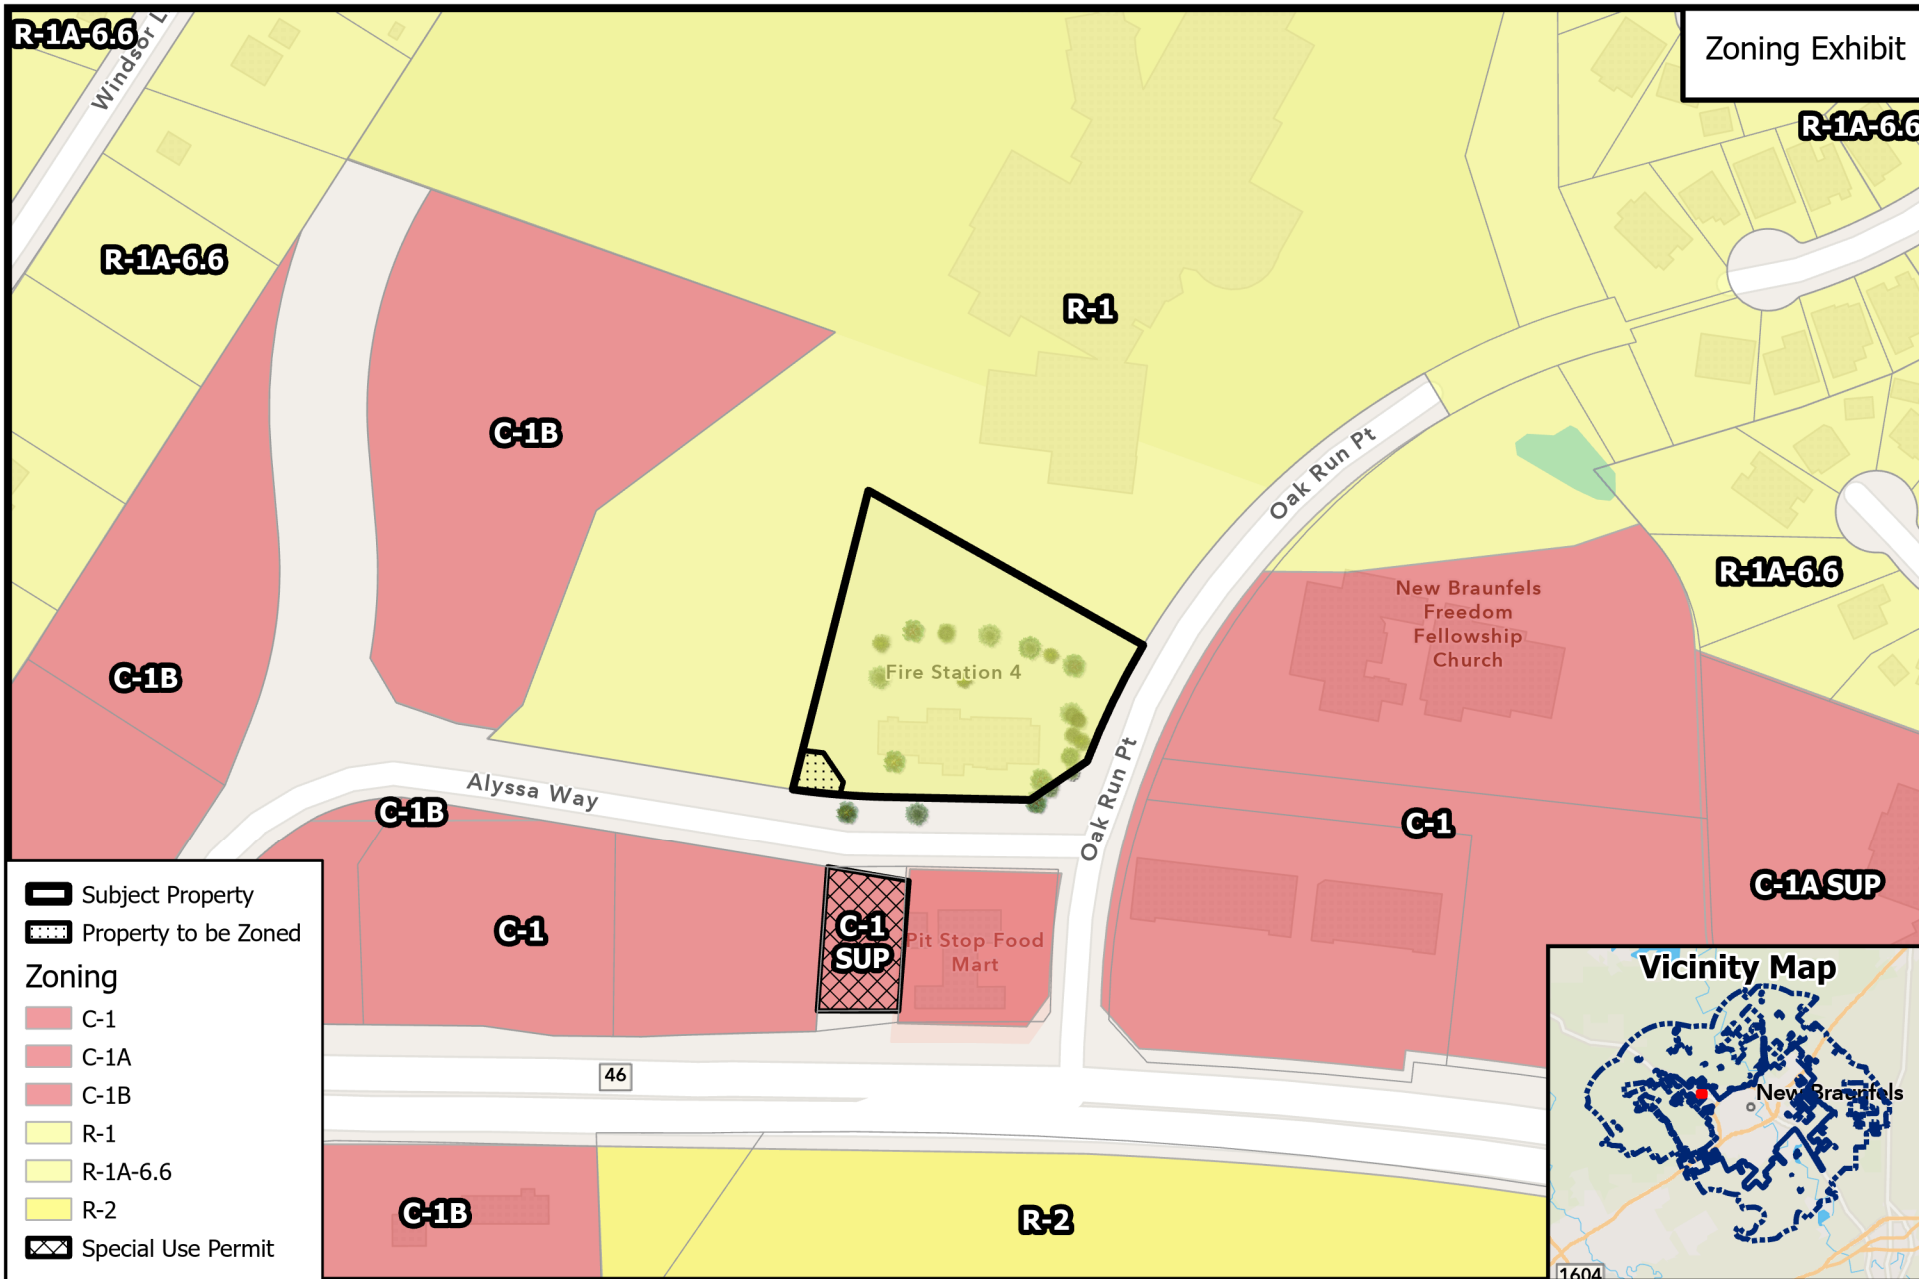 R-1A-6.6
Windsor L
Zoning Exhibit
R-1A-6.6
R-1A-6.6
R-1
C-1B
Oak Run Pt
New Braunfels
Freedom
Fellowship
Church
R-1A-6.6
Fire Station 4
C-1B
Alyssa Way
C-1B
Oak Run Pt
C-1
C-1A SUP
C-1
C-1
SUP
Pit Stop Food
Mart
46
C-1B
R-2
Subject Property
Property to be Zoned
Zoning
C-1
C-1A
C-1B
R-1
R-1A-6.6
R-2
Special Use Permit
Vicinity Map
New Braunfels
1604